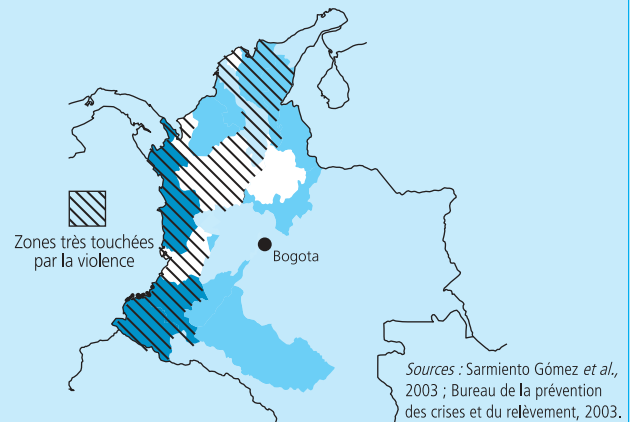 Zones très touchées
par la violence
Bogota
Sources : Sarmiento Gómez et al.,
2003 ; Bureau de la prévention
des crises et du relèvement, 2003.